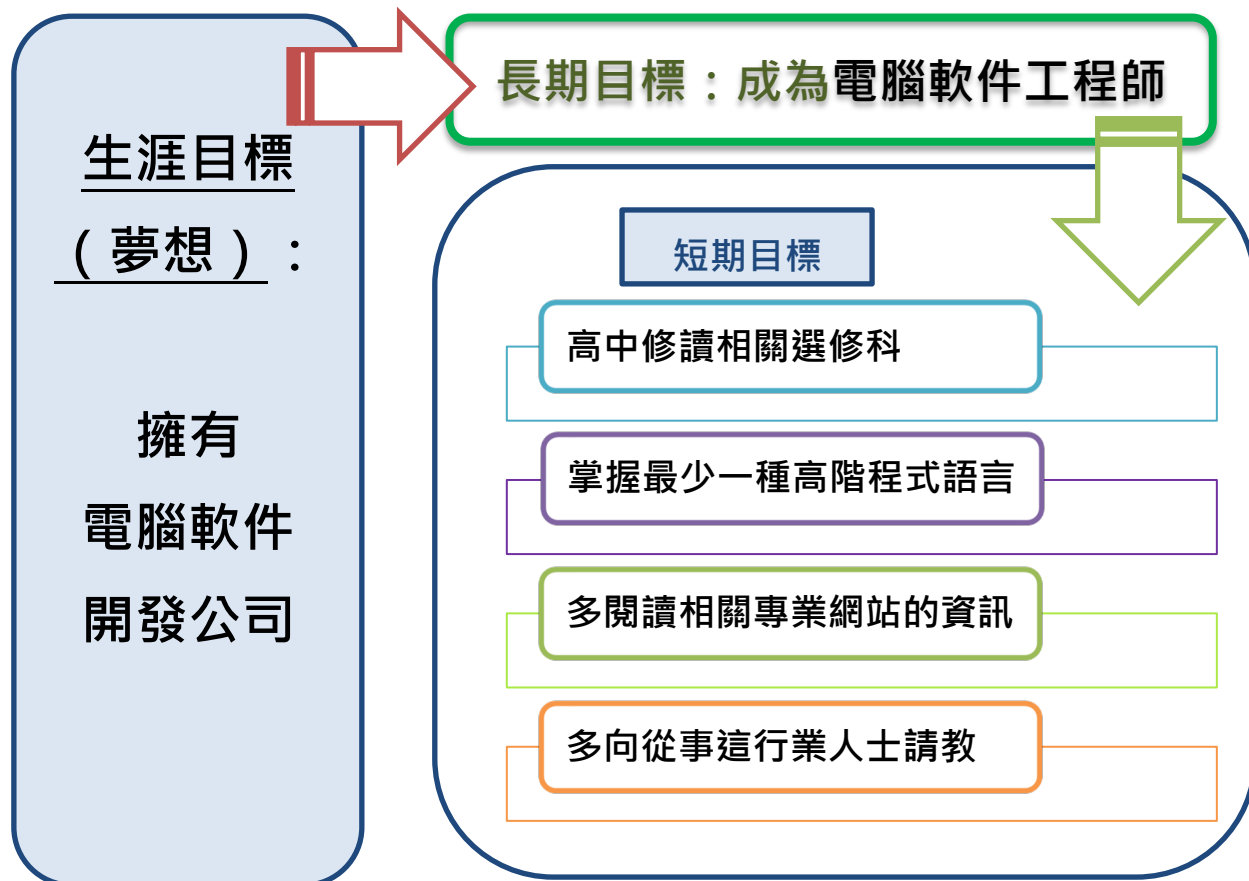 生涯目標
（夢想）：
擁有
電腦軟件
開發公司
長期目標：成為電腦軟件工程師
短期目標
高中修讀相關選修科
掌握最少一種高階程式語言
多閱讀相關專業網站的資訊
多向從事這行業人士請教